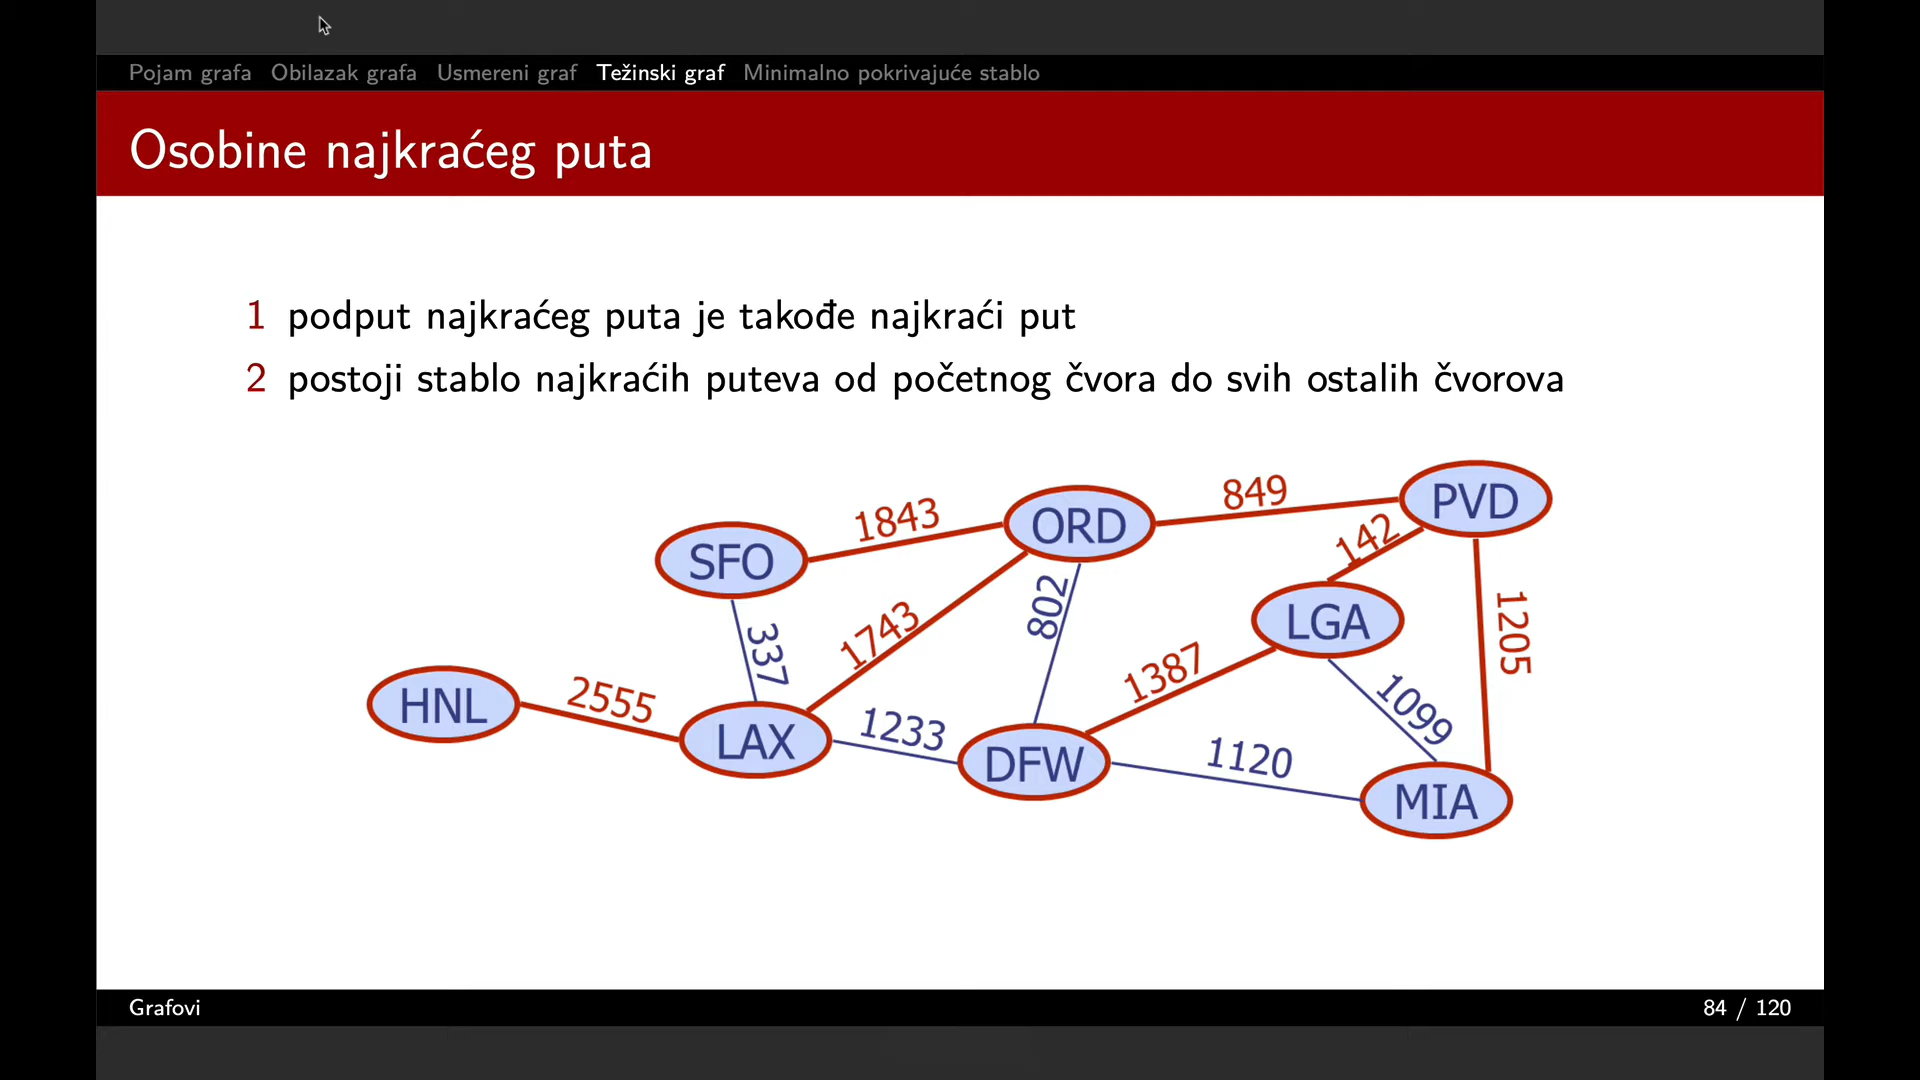 Pojam grafa Obilazak grafa Usmereni graf Težinski graf Minimalno pokrivajuće stablo
Osobine najkraćeg puta
1 podput najkraćeg puta je takođe najkraći put
2 postoji stablo najkraćih puteva od početnog čvora do svih ostalih čvorova
849
PVD
1843
ORD
142
SFO
802
LGA
1205
337
1743
1387
HNL
2555
1099
LAX
1233
DFW
1120
MIA
Grafovi
84 / 120